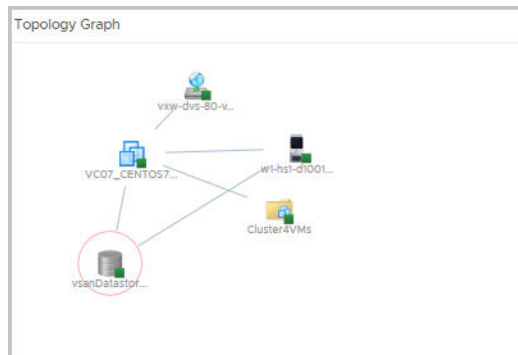 Topology Graph
vxw-dvs-80-v...
VC07_CENTOS7...
w1-hs1-d1001...
Cluster4VMs
vsanDatastor...